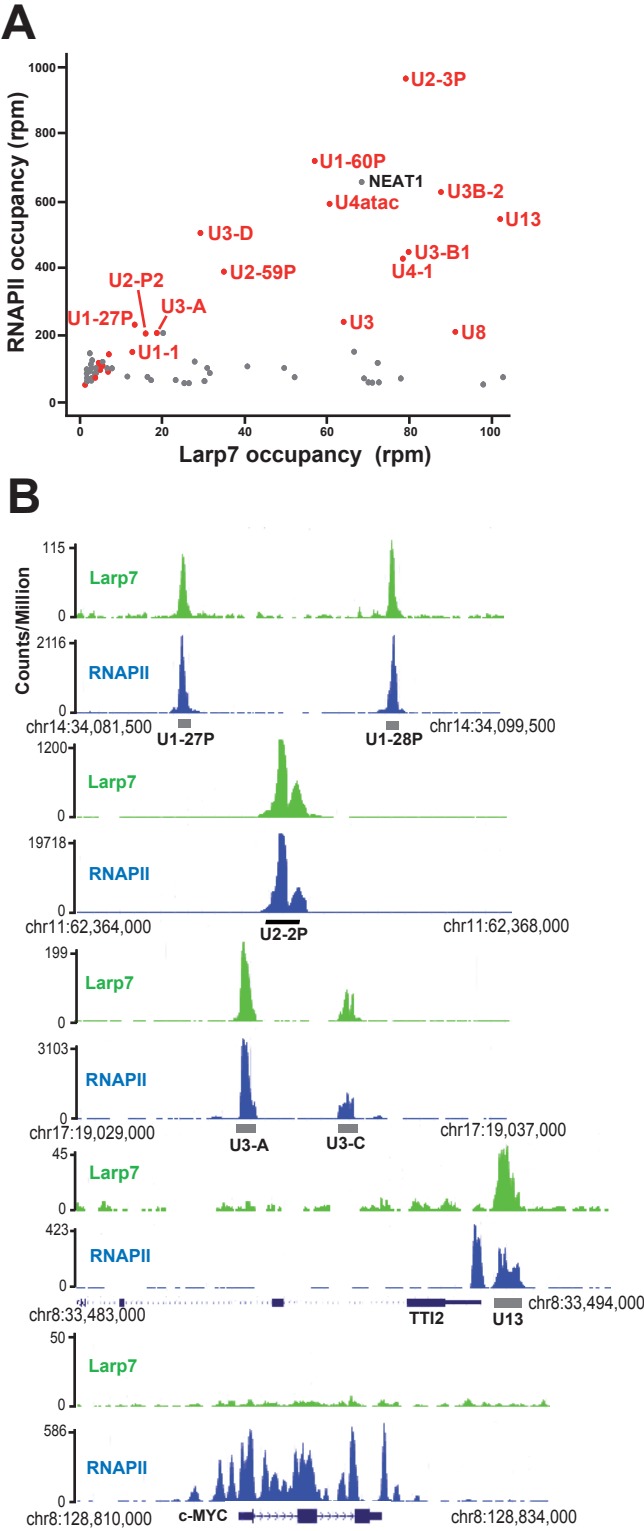 A
RNAPII occupancy (rpm)
1000
800
600
400
200
0
U2-3P
U1-60P
NEAT1
U4atac
U3B-2
U13
U3-D
U3-B1
U4-1
U2-59P
U2-P2
U3-A
U1-27P
U1-1
U3
U8
0
20
40
60
80
100
Larp7 occupancy (rpm)
B
Counts/Million
115
Larp7
0
2116
RNAPII
0
chr14:34,081,500
chr14:34,099,500
U1-27P
U1-28P
1200
Larp7
0
19718
RNAPII
0
chr11:62,364,000
chr11:62,368,000
U2-2P
199
Larp7
0
3103
RNAPII
0
chr17:19,029,000
chr17:19,037,000
U3-A
U3-C
45
Larp7
0
423
RNAPII
0
chr8:33,483,000
chr8:33,494,000
TTI2
U13
50
Larp7
0
586
RNAPII
0
chr8:128,810,000
c-MYC
chr8:128,834,000